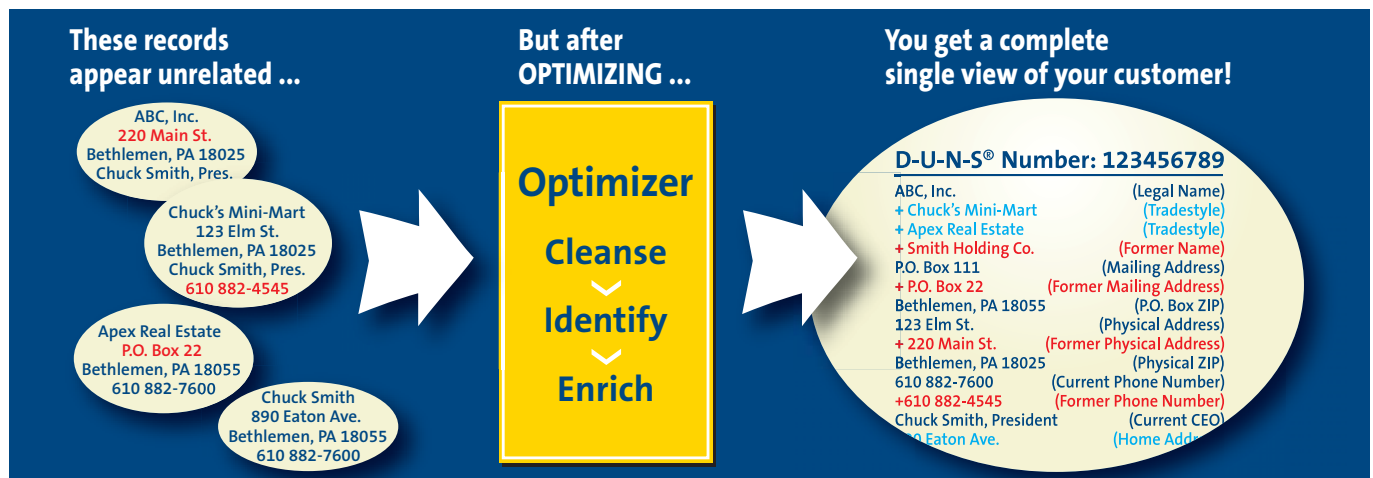 These records
appear unrelated ...
ABC, Inc.
220 Main St.
Bethlemen, PA 18025
Chuck Smith, Pres.
Chuck's Mini-Mart
123 Elm St.
Bethlemen, PA 18025
Chuck Smith, Pres.
610 882-4545
Apex Real Estate
P.O. Box 22
Bethlemen, PA 18055
610 882-7600
Chuck Smith
890 Eaton Ave.
Bethlemen, PA 18055
610 882-7600
But after
OPTIMIZING ...
Optimizer
Cleanse
Identify
Enrich
You get a complete
single view of your customer!
D-U-N-S® Number: 123456789
ABC, Inc. (Legal Name)
+ Chuck's Mini-Mart (Tradestyle)
+ Apex Real Estate (Tradestyle)
+ Smith Holding Co. (Former Name)
P.O. Box 111 (Mailing Address)
+ P.O. Box 22 (Former Mailing Address)
Bethlemen, PA 18055 (P.O. Box ZIP)
123 Elm St. (Physical Address)
+ 220 Main St. (Former Physical Address)
Bethlemen, PA 18025 (Physical ZIP)
610 882-7600 (Current Phone Number)
+610 882-4545 (Former Phone Number)
Chuck Smith, President (Current CEO)
Eaton Ave. (Home